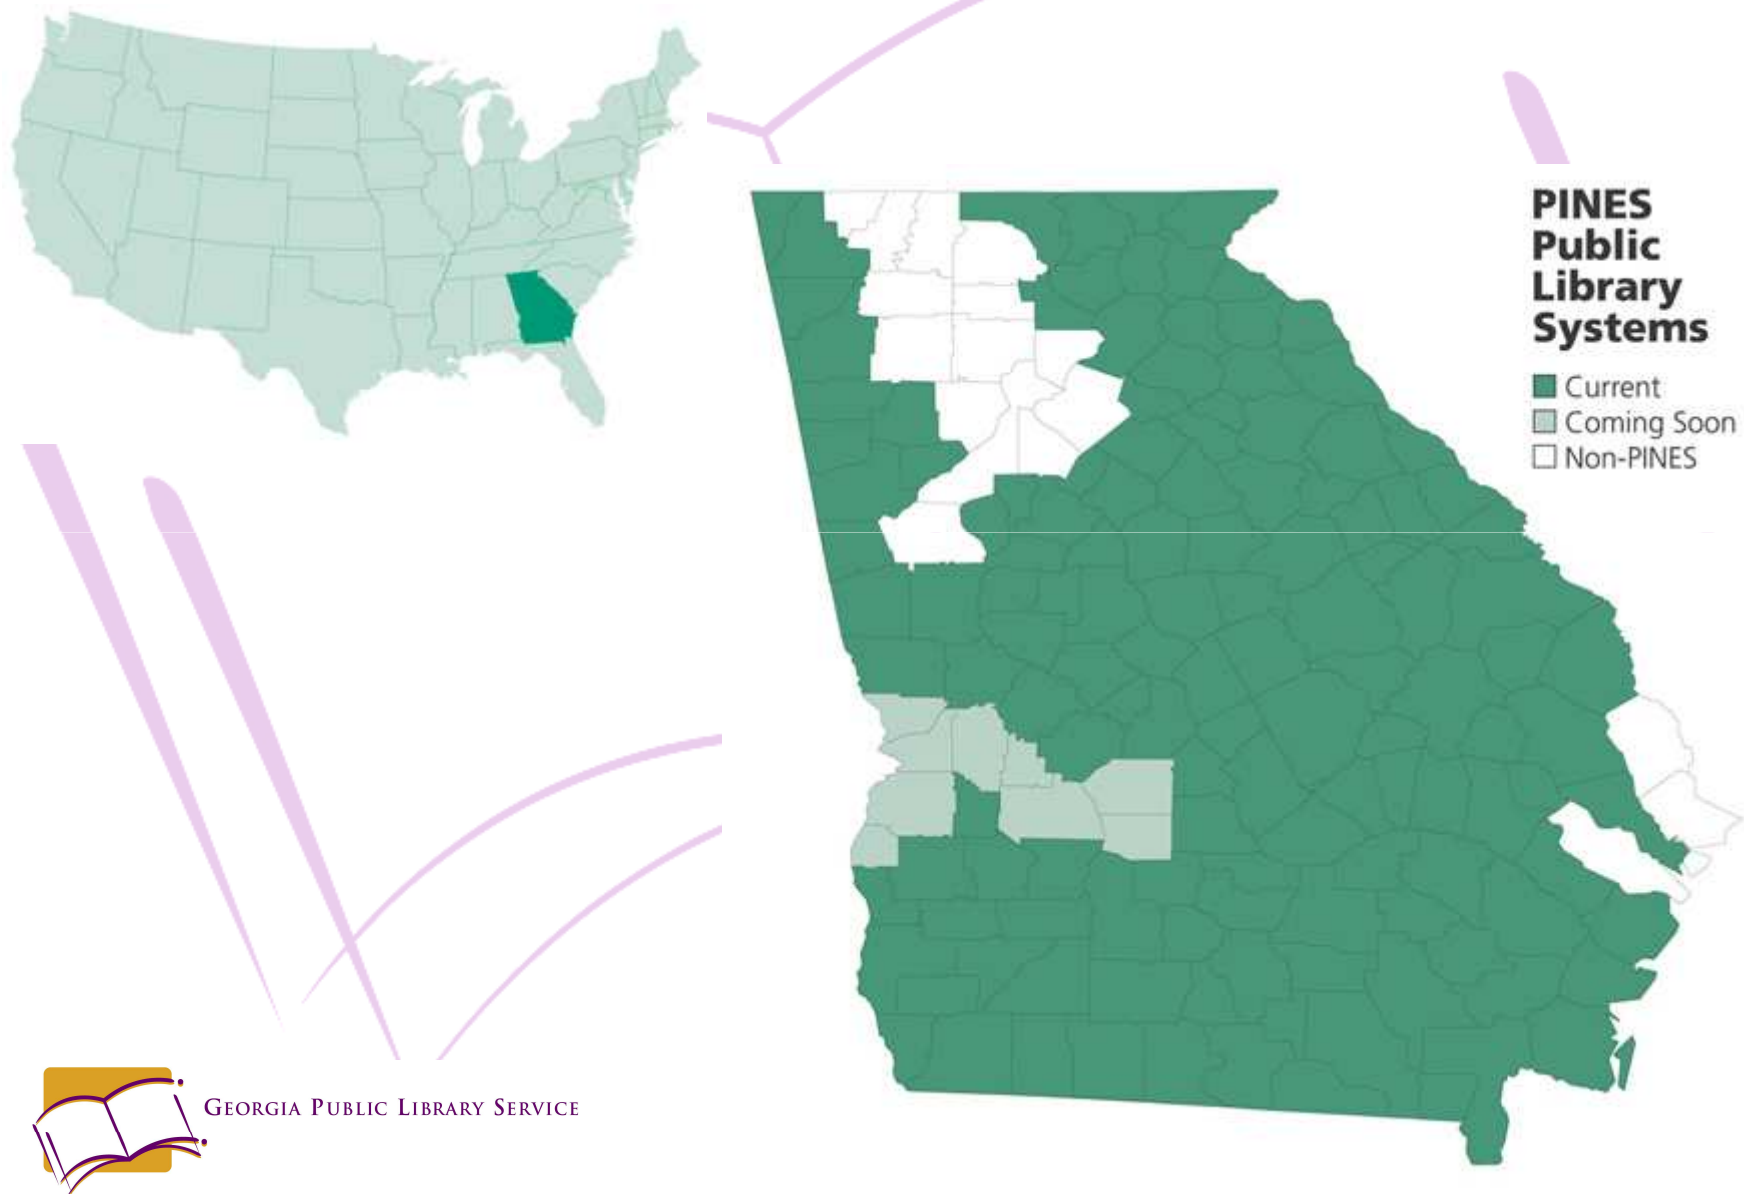 PINES
Public
Library
Systems
Current
Coming Soon
Non-PINES
GEORGIA PUBLIC LIBRARY SERVICE